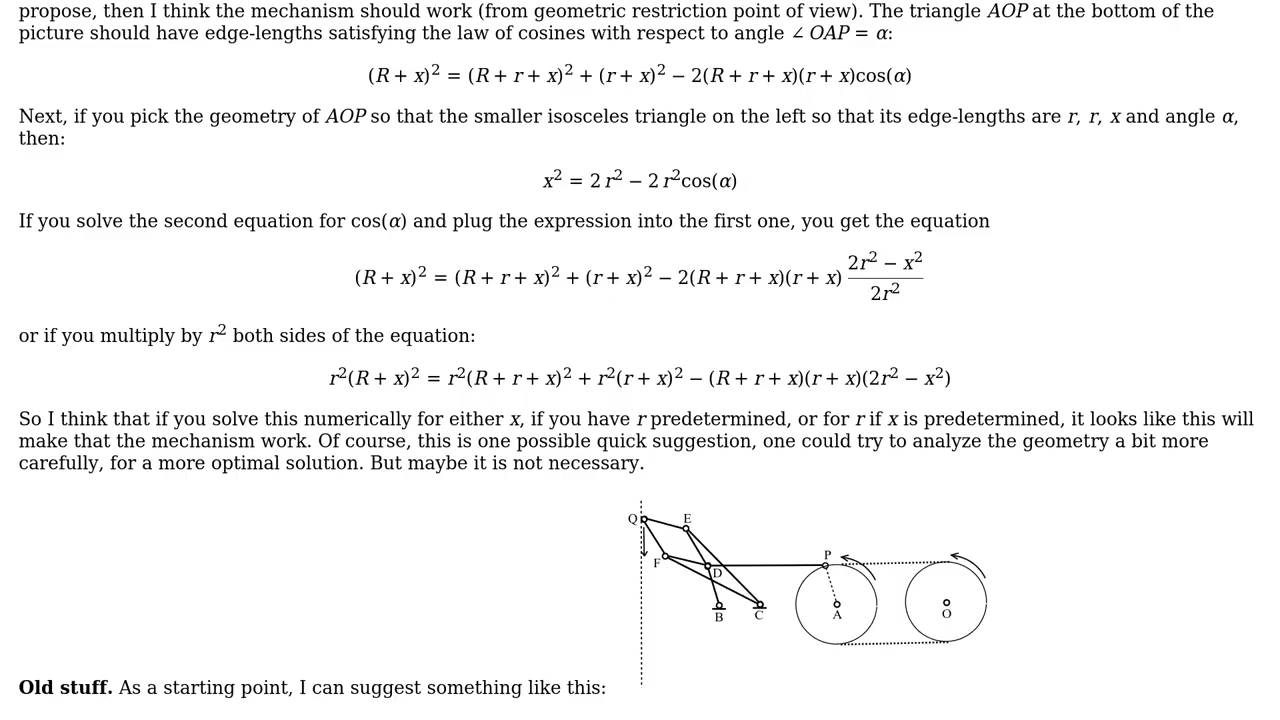 propose, then I think the mechanism should work (from geometric restriction point of view). The triangle AOP at the bottom of the
picture should have edge-lengths satisfying the law of cosines with respect to angle ∠ OAP = α:
(R + x)² = (R + r + x)² + (r + x)² − 2(R + r + x)(r + x)cos(α)
Next, if you pick the geometry of AOP so that the smaller isosceles triangle on the left so that its edge-lengths are r, r, x and angle α,
then:
x² = 2 r² − 2 r²cos(α)
If you solve the second equation for cos(α) and plug the expression into the first one, you get the equation
(R + x)² = (R + r + x)² + (r + x)² − 2(R + r + x)(r + x) (2r² − x²)/(2r²)
or if you multiply by r² both sides of the equation:
r²(R + x)² = r²(R + r + x)² + r²(r + x)² − (R + r + x)(r + x)(2r² − x²)
So I think that if you solve this numerically for either x, if you have r predetermined, or for r if x is predetermined, it looks like this will
make that the mechanism work. Of course, this is one possible quick suggestion, one could try to analyze the geometry a bit more
carefully, for a more optimal solution. But maybe it is not necessary.
Q E
F D P
B C A O
Old stuff. As a starting point, I can suggest something like this: